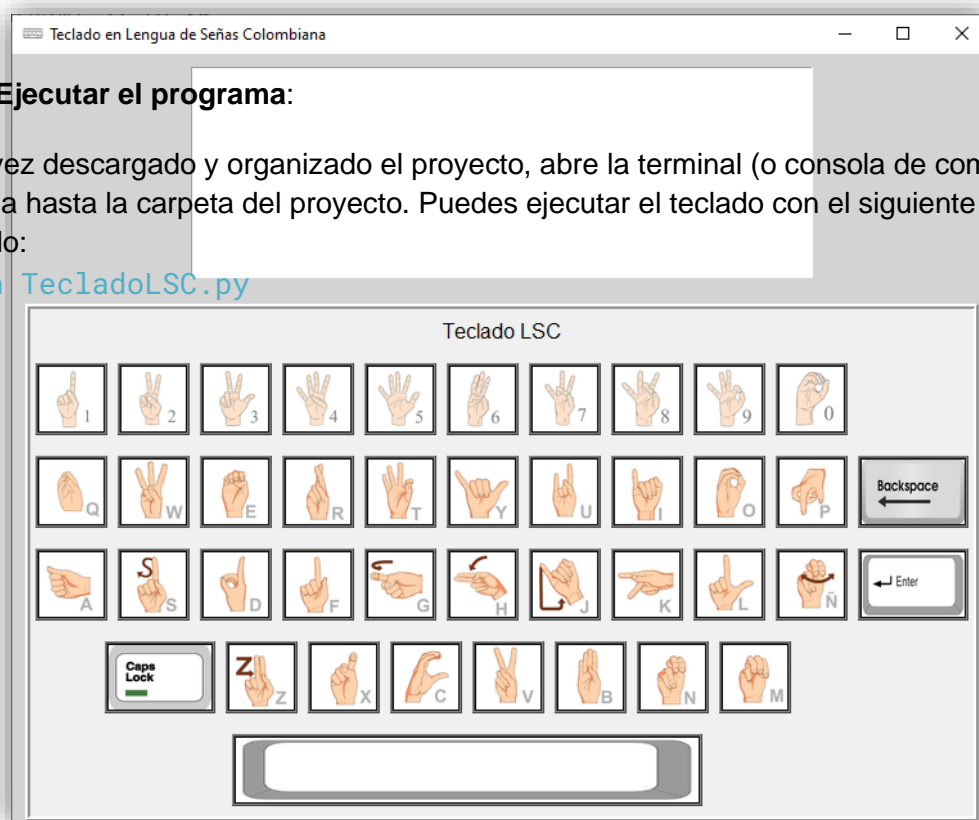 Teclado en Lengua de Señas Colombiana
Ejecutar el programa:
vez descargado y organizado el proyecto, abre la terminal (o consola de com
a hasta la carpeta del proyecto. Puedes ejecutar el teclado con el siguiente
do:
TecladoLSC.py
Teclado LSC
1 2 3 4 5 6 7 8 9 0
Q W E R T Y U I O P Backspace
A S D F G H J K L Ñ Enter
Caps Lock Z X C V B N M